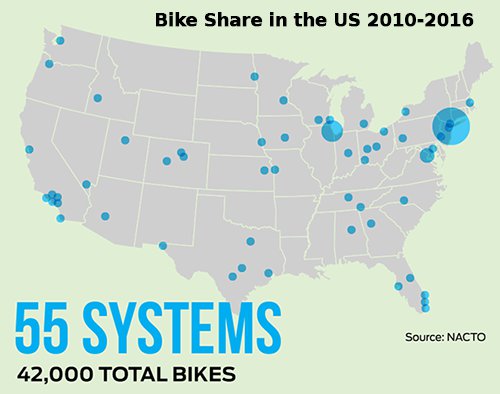 Bike Share in the US 2010-2016
55 SYSTEMS
Source: NACTO
42,000 TOTAL BIKES